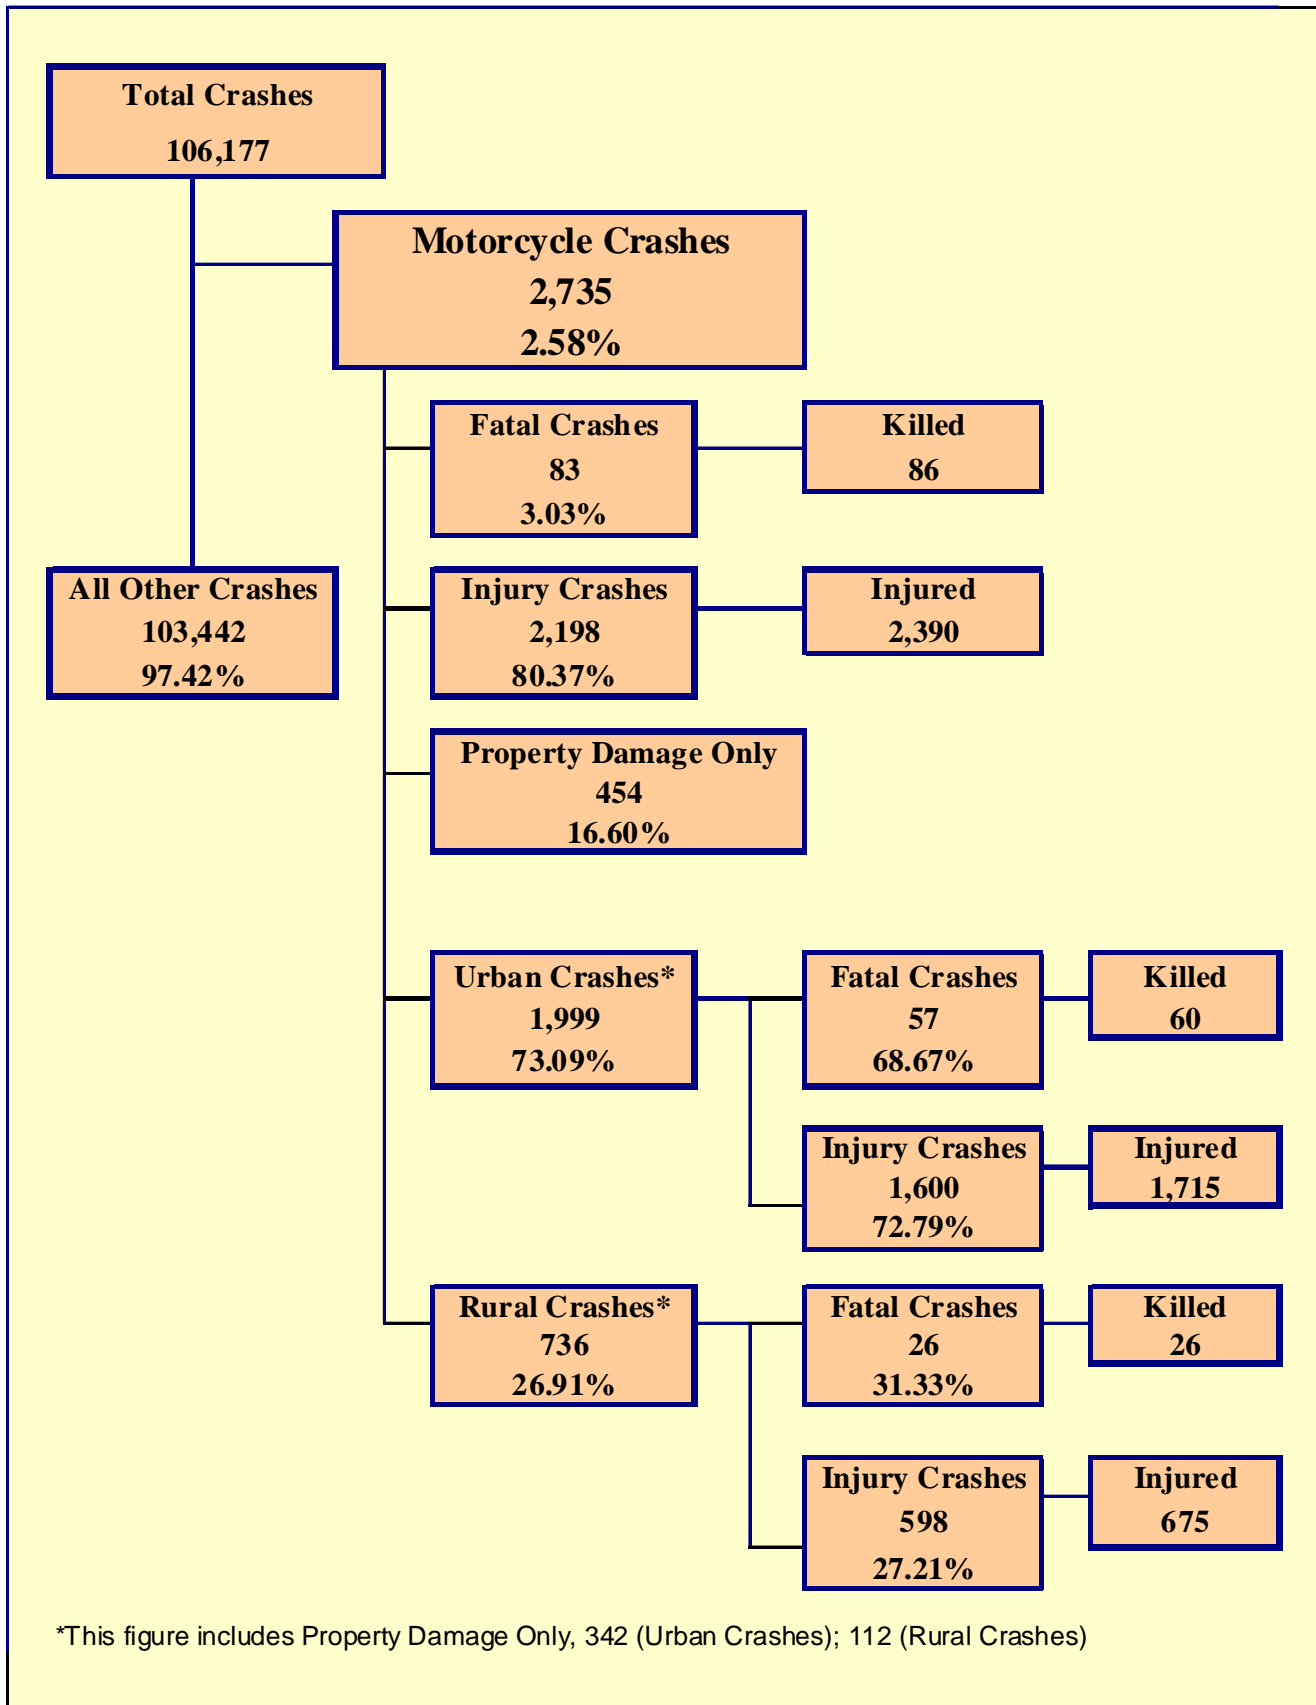 Total Crashes
106,177
Motorcycle Crashes
2,735
2.58%
Fatal Crashes
83
3.03%
Killed
86
All Other Crashes
103,442
97.42%
Injury Crashes
2,198
80.37%
Injured
2,390
Property Damage Only
454
16.60%
Urban Crashes*
1,999
73.09%
Fatal Crashes
57
68.67%
Killed
60
Injury Crashes
1,600
72.79%
Injured
1,715
Rural Crashes*
736
26.91%
Fatal Crashes
26
31.33%
Killed
26
Injury Crashes
598
27.21%
Injured
675
*This figure includes Property Damage Only, 342 (Urban Crashes); 112 (Rural Crashes)